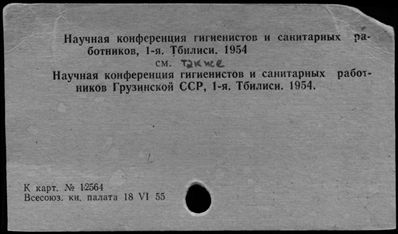 Научная конференция гигиенистов и санитарных ра-
ботников, 1-я. Тбилиси. 1954
см. также
Научная конференция гигиенистов и санитарных работ-
ников Грузинской ССР, 1-я. Тбилиси. 1954.
К карт. № 12564
Всесоюз. кн. палата 18 VI 55